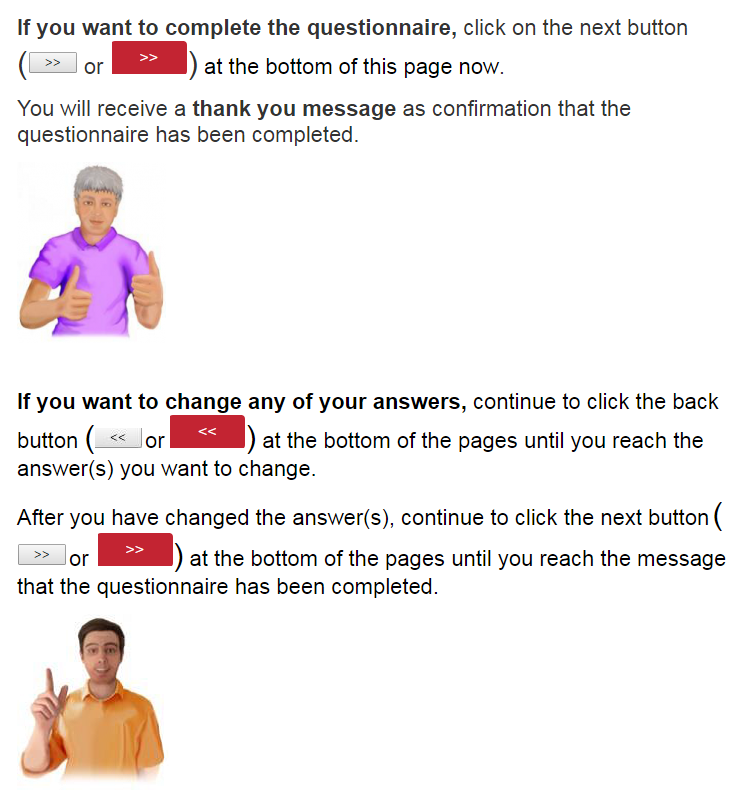 If you want to complete the questionnaire, click on the next button
( >> or >> ) at the bottom of this page now.
You will receive a thank you message as confirmation that the
questionnaire has been completed.
If you want to change any of your answers, continue to click the back
button ( << or << ) at the bottom of the pages until you reach the
answer(s) you want to change.
After you have changed the answer(s), continue to click the next button (
>> or >> ) at the bottom of the pages until you reach the message
that the questionnaire has been completed.